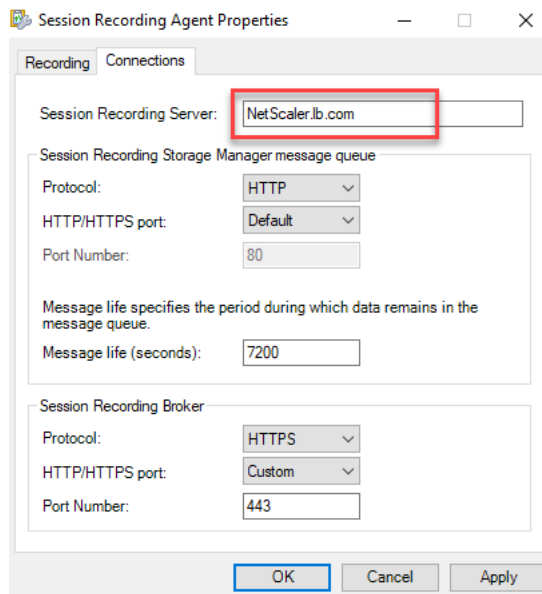 Session Recording Agent Properties
Recording Connections
Session Recording Server: NetScaler.lb.com
Session Recording Storage Manager message queue
Protocol: HTTP
HTTP/HTTPS port: Default
Port Number: 80
Message life specifies the period during which data remains in the
message queue.
Message life (seconds): 7200
Session Recording Broker
Protocol: HTTPS
HTTP/HTTPS port: Custom
Port Number: 443
OK Cancel Apply